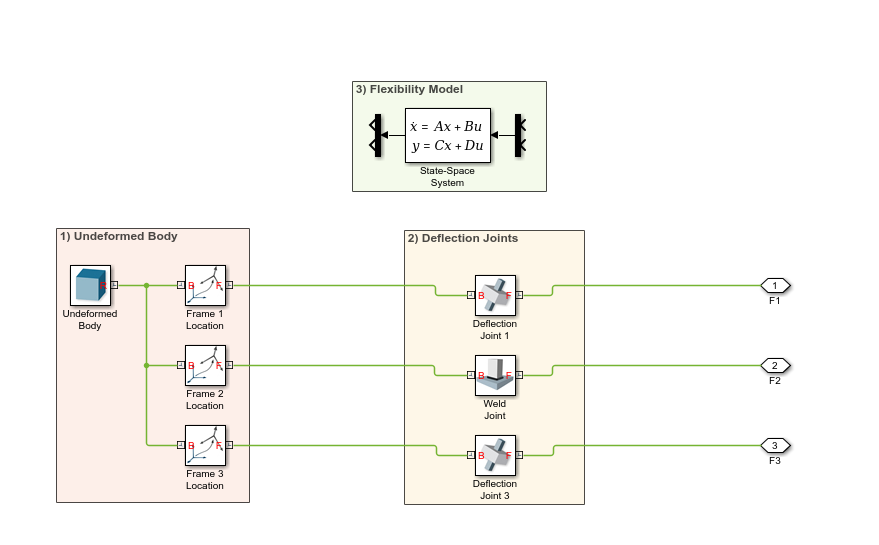 3) Flexibility Model
ẋ = Ax + Bu
y = Cx + Du
State-Space
System
1) Undeformed Body
R
Undeformed
Body
B F
Frame 1
Location
B F
Frame 2
Location
B F
Frame 3
Location
2) Deflection Joints
B F
Deflection
Joint 1
B F
Weld
Joint
B F
Deflection
Joint 3
1
F1
2
F2
3
F3